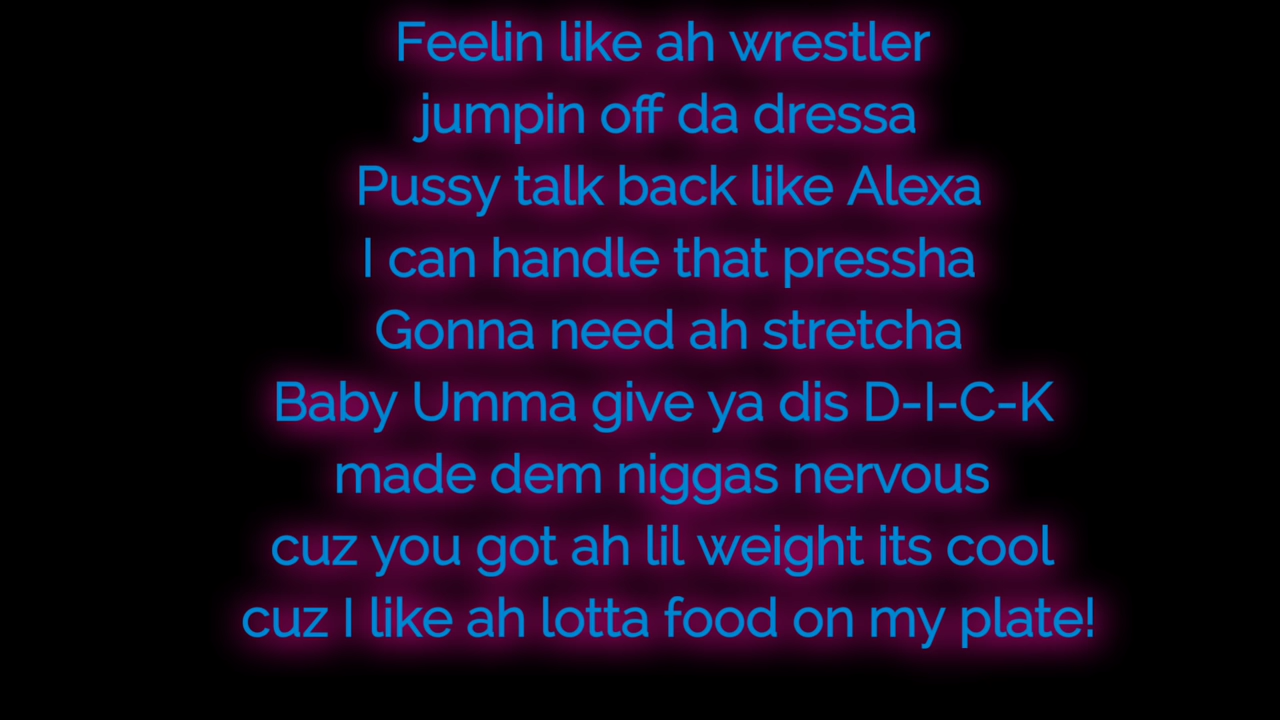 Feelin like ah wrestler
jumpin off da dressa
Pussy talk back like Alexa
I can handle that pressha
Gonna need ah stretcha
Baby Umma give ya dis D-I-C-K
made dem niggas nervous
cuz you got ah lil weight its cool
cuz I like ah lotta food on my plate!